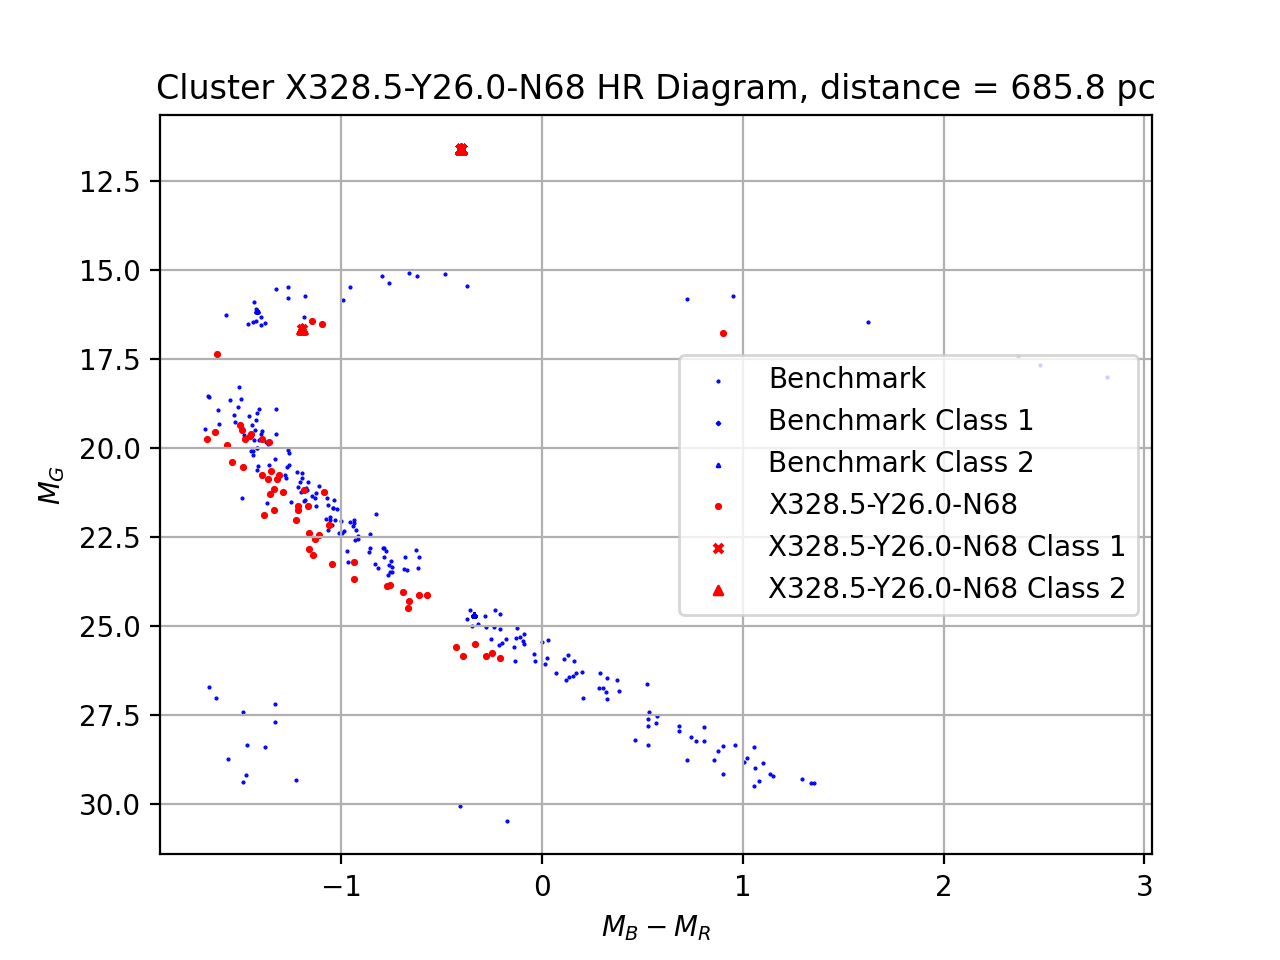 Cluster X328.5-Y26.0-N68 HR Diagram, distance = 685.8 pc
12.5
15.0
17.5
20.0
22.5
25.0
27.5
30.0
M_G
Benchmark
Benchmark Class 1
Benchmark Class 2
X328.5-Y26.0-N68
X328.5-Y26.0-N68 Class 1
X328.5-Y26.0-N68 Class 2
−1 0 1 2 3
M_B − M_R